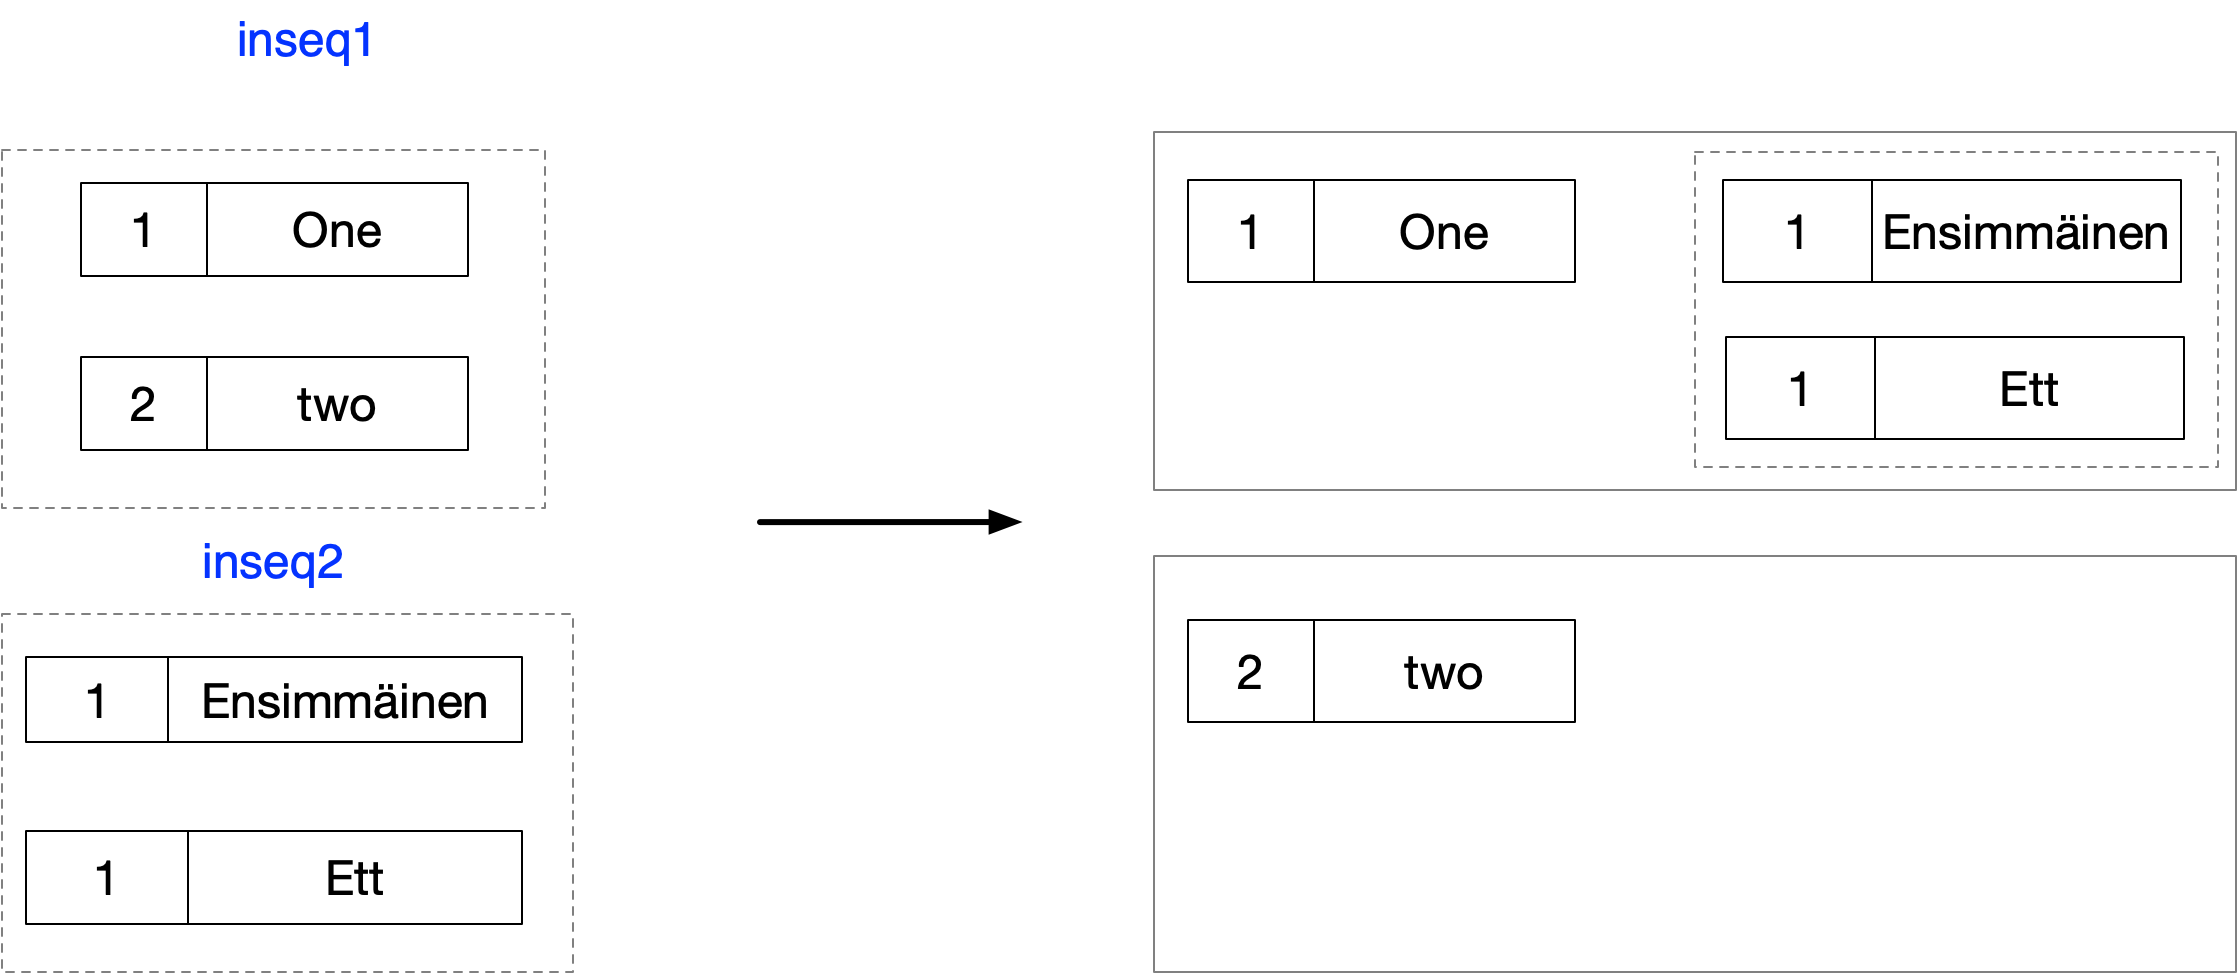 inseq1
1 One
2 two
inseq2
1 Ensimmäinen
1 Ett
1 One
1 Ensimmäinen
1 Ett
2 two